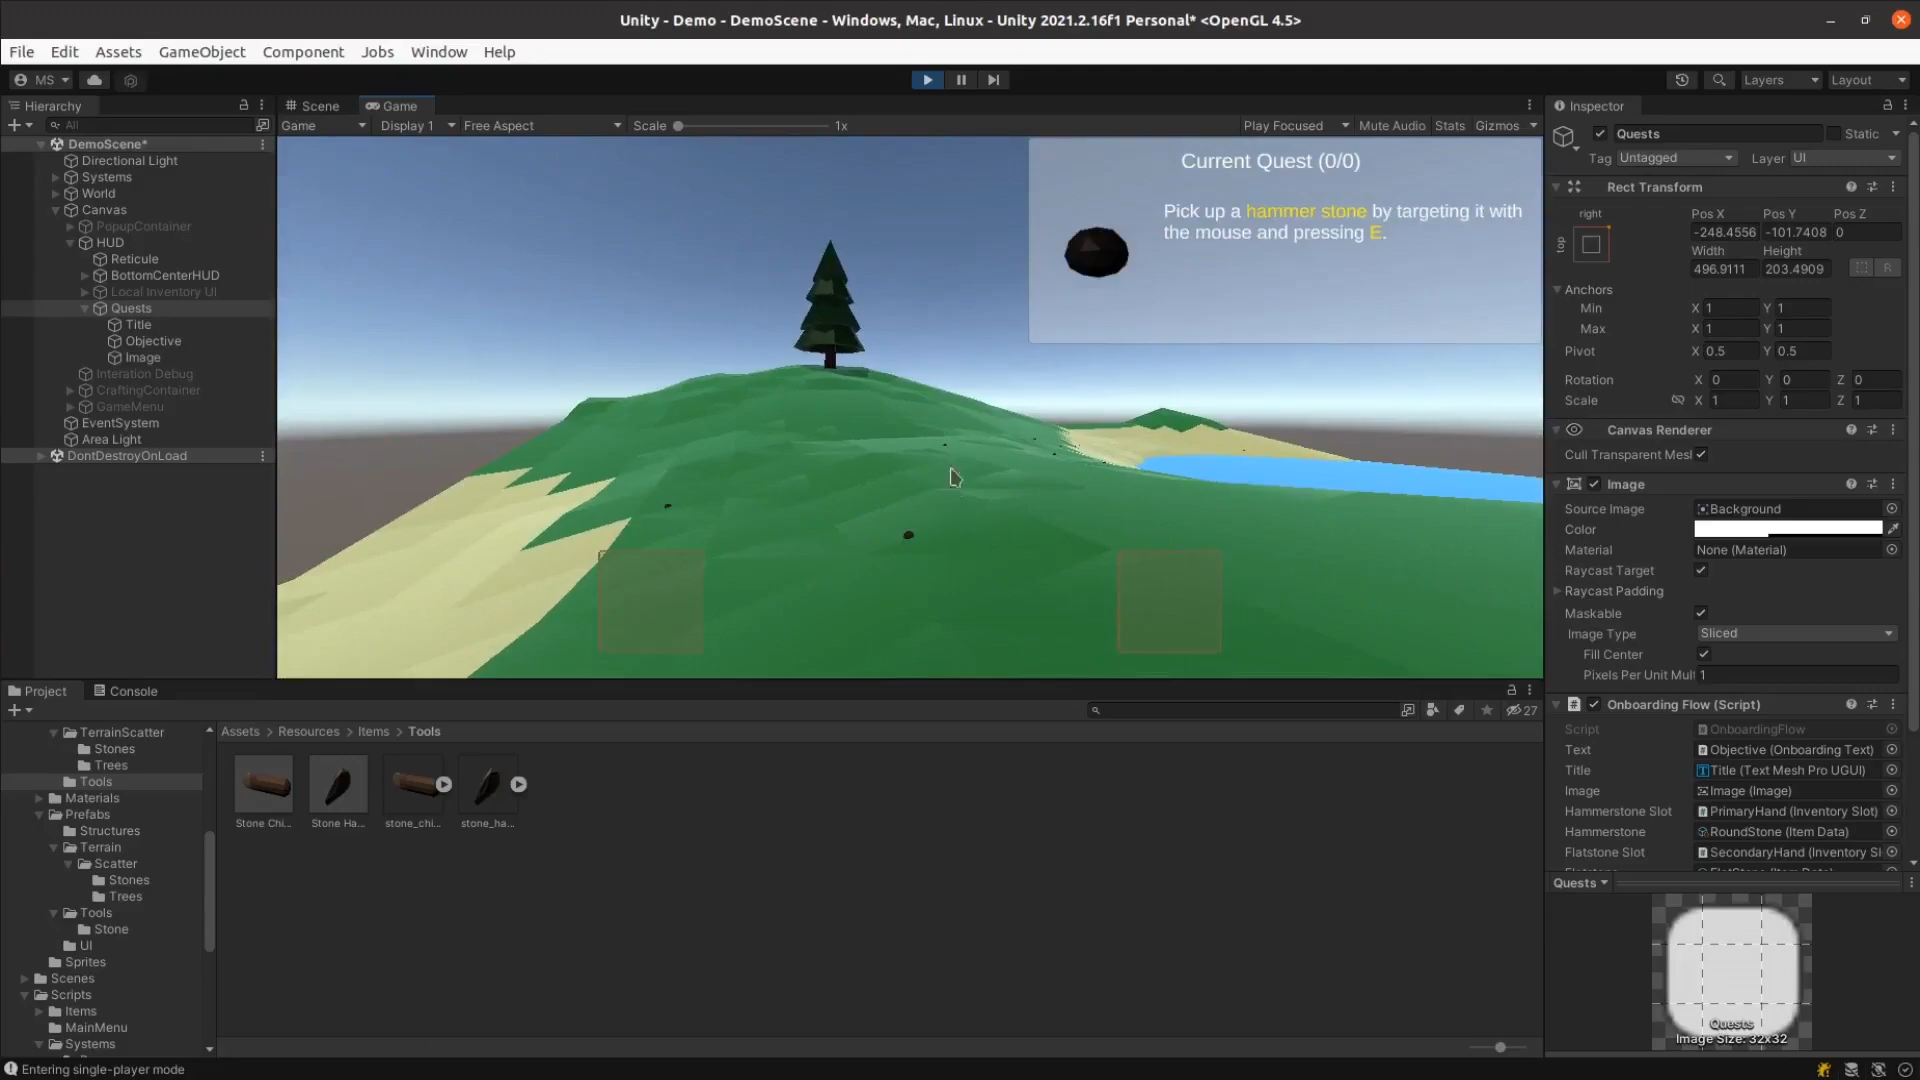 Unity - Demo - DemoScene - Windows, Mac, Linux - Unity 2021.2.16f1 Personal* <OpenGL 4.5>
File Edit Assets GameObject Component Jobs Window Help
MS Layers Layout
Hierarchy
All
DemoScene*
Directional Light
Systems
World
Canvas
PopupContainer
HUD
Reticule
BottomCenterHUD
Local Inventory UI
Quests
Title
Objective
Image
Interation Debug
CraftingContainer
GameMenu
EventSystem
Area Light
DontDestroyOnLoad
Scene Game
Game Display 1 Free Aspect Scale 1x Play Focused Mute Audio Stats Gizmos
Current Quest (0/0)
Pick up a hammer stone by targeting it with
the mouse and pressing E.
Inspector
Quests Static
Tag Untagged Layer UI
Rect Transform
right
top
Pos X Pos Y Pos Z
-248.4556 -101.7408 0
Width Height
496.9111 203.4909 R
Anchors
Min X 1 Y 1
Max X 1 Y 1
Pivot X 0.5 Y 0.5
Rotation X 0 Y 0 Z 0
Scale X 1 Y 1 Z 1
Canvas Renderer
Cull Transparent Mesl
Image
Source Image Background
Color
Material None (Material)
Raycast Target
Raycast Padding
Maskable
Image Type Sliced
Fill Center
Pixels Per Unit Mult 1
Onboarding Flow (Script)
Script OnboardingFlow
Text Objective (Onboarding Text)
Title Title (Text Mesh Pro UGUI)
Image Image (Image)
Hammerstone Slot PrimaryHand (Inventory Slot)
Hammerstone RoundStone (Item Data)
Flatstone Slot SecondaryHand (Inventory Sl
Quests
Quests
Image Size: 32x32
Project Console
27
TerrainScatter
Stones
Trees
Tools
Materials
Prefabs
Structures
Terrain
Scatter
Stones
Trees
Tools
Stone
UI
Sprites
Scenes
Scripts
Items
MainMenu
Systems
Assets > Resources > Items > Tools
Stone Chi... Stone Ha... stone_chi... stone_ha...
Entering single-player mode